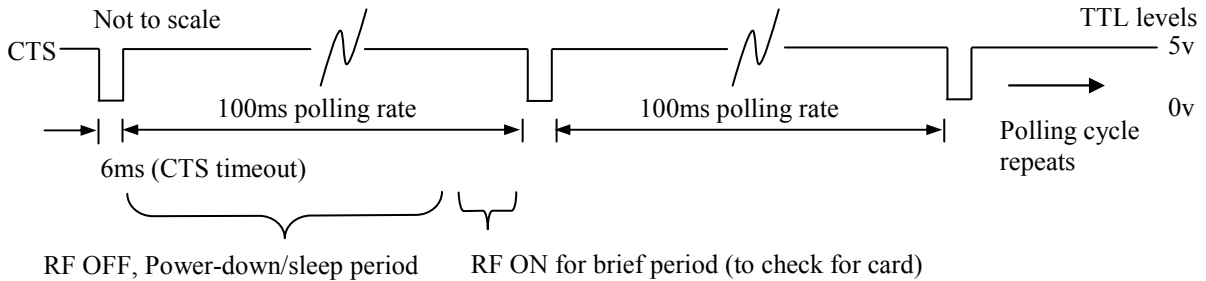 Not to scale
TTL levels
CTS
5v
100ms polling rate
100ms polling rate
0v
6ms (CTS timeout)
Polling cycle
repeats
RF OFF, Power-down/sleep period
RF ON for brief period (to check for card)